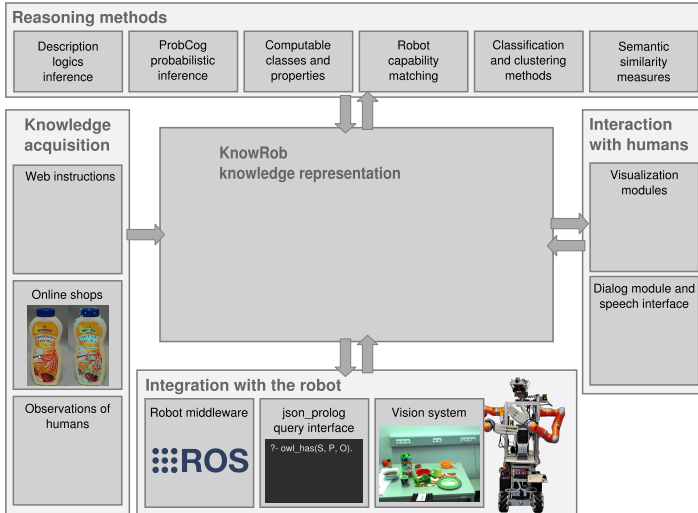 Reasoning methods
Description
logics
inference
ProbCog
probabilistic
inference
Computable
classes and
properties
Robot
capability
matching
Classification
and clustering
methods
Semantic
similarity
measures
Knowledge
acquisition
Web instructions
Online shops
Observations of
humans
KnowRob
knowledge representation
Interaction
with humans
Visualization
modules
Dialog module and
speech interface
Integration with the robot
Robot middleware
ROS
json_prolog
query interface
?- owl_has(S, P, O).
Vision system